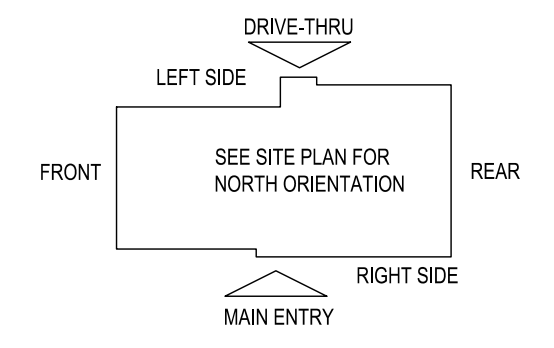 DRIVE-THRU
LEFT SIDE
FRONT
SEE SITE PLAN FOR
NORTH ORIENTATION
REAR
RIGHT SIDE
MAIN ENTRY